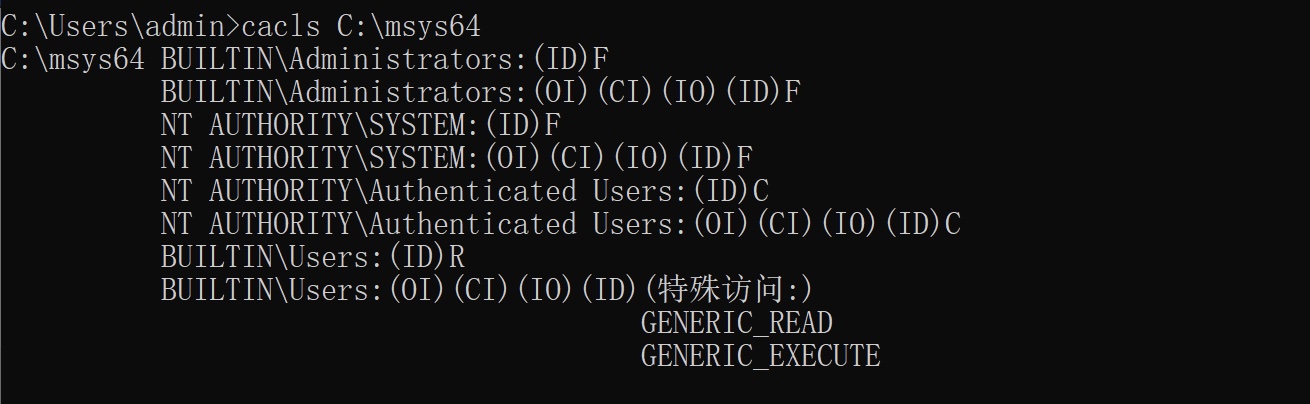 C:\Users\admin>cacls C:\msys64
C:\msys64 BUILTIN\Administrators:(ID)F
BUILTIN\Administrators:(OI)(CI)(IO)(ID)F
NT AUTHORITY\SYSTEM:(ID)F
NT AUTHORITY\SYSTEM:(OI)(CI)(IO)(ID)F
NT AUTHORITY\Authenticated Users:(ID)C
NT AUTHORITY\Authenticated Users:(OI)(CI)(IO)(ID)C
BUILTIN\Users:(ID)R
BUILTIN\Users:(OI)(CI)(IO)(ID)(特殊访问:)
GENERIC_READ
GENERIC_EXECUTE